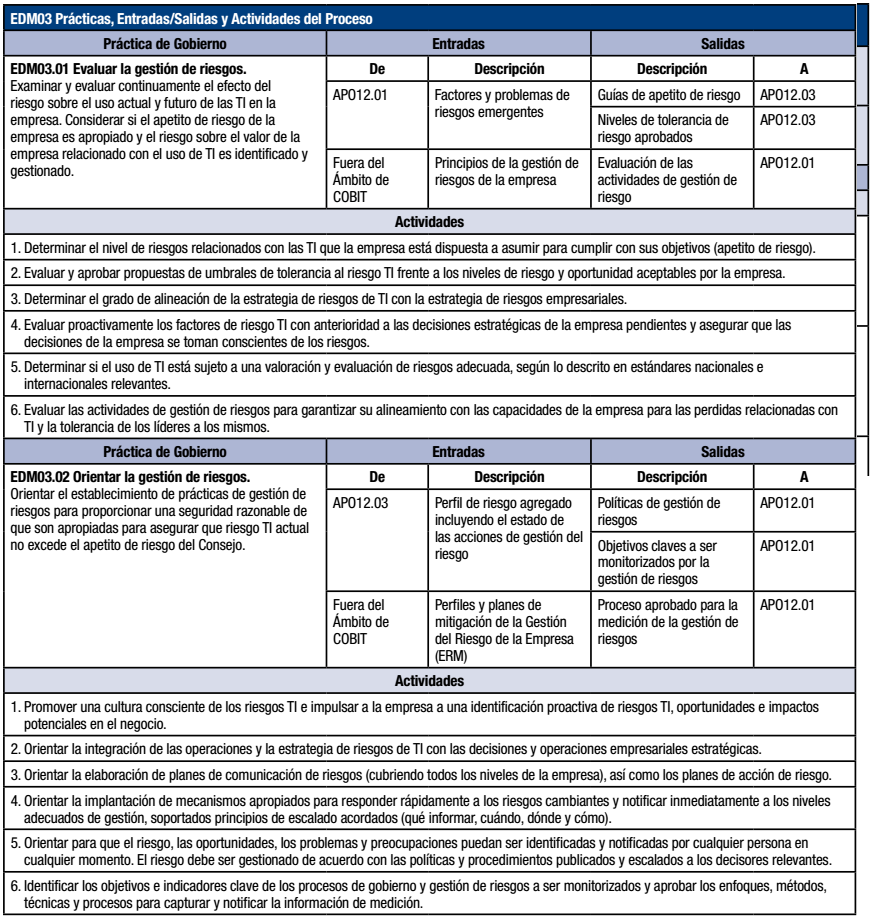 EDM03 Prácticas, Entradas/Salidas y Actividades del Proceso
Práctica de Gobierno Entradas Salidas
EDM03.01 Evaluar la gestión de riesgos.
Examinar y evaluar continuamente el efecto del
riesgo sobre el uso actual y futuro de las TI en la
empresa. Considerar si el apetito de riesgo de la
empresa es apropiado y el riesgo sobre el valor de la
empresa relacionado con el uso de TI es identificado y
gestionado.
De Descripción Descripción A
APO12.01 Factores y problemas de
riesgos emergentes
Guías de apetito de riesgo APO12.03
Niveles de tolerancia de
riesgo aprobados
APO12.03
Fuera del
Ámbito de
COBIT
Principios de la gestión de
riesgos de la empresa
Evaluación de las
actividades de gestión de
riesgo
APO12.01
Actividades
1. Determinar el nivel de riesgos relacionados con las TI que la empresa está dispuesta a asumir para cumplir con sus objetivos (apetito de riesgo).
2. Evaluar y aprobar propuestas de umbrales de tolerancia al riesgo TI frente a los niveles de riesgo y oportunidad aceptables por la empresa.
3. Determinar el grado de alineación de la estrategia de riesgos de TI con la estrategia de riesgos empresariales.
4. Evaluar proactivamente los factores de riesgo TI con anterioridad a las decisiones estratégicas de la empresa pendientes y asegurar que las
decisiones de la empresa se toman conscientes de los riesgos.
5. Determinar si el uso de TI está sujeto a una valoración y evaluación de riesgos adecuada, según lo descrito en estándares nacionales e
internacionales relevantes.
6. Evaluar las actividades de gestión de riesgos para garantizar su alineamiento con las capacidades de la empresa para las perdidas relacionadas con
TI y la tolerancia de los líderes a los mismos.
Práctica de Gobierno Entradas Salidas
EDM03.02 Orientar la gestión de riesgos.
Orientar el establecimiento de prácticas de gestión de
riesgos para proporcionar una seguridad razonable de
que son apropiadas para asegurar que riesgo TI actual
no excede el apetito de riesgo del Consejo.
De Descripción Descripción A
APO12.03 Perfil de riesgo agregado
incluyendo el estado de
las acciones de gestión del
riesgo
Políticas de gestión de
riesgos
APO12.01
Objetivos claves a ser
monitorizados por la
gestión de riesgos
APO12.01
Fuera del
Ámbito de
COBIT
Perfiles y planes de
mitigación de la Gestión
del Riesgo de la Empresa
(ERM)
Proceso aprobado para la
medición de la gestión de
riesgos
APO12.01
Actividades
1. Promover una cultura consciente de los riesgos TI e impulsar a la empresa a una identificación proactiva de riesgos TI, oportunidades e impactos
potenciales en el negocio.
2. Orientar la integración de las operaciones y la estrategia de riesgos de TI con las decisiones y operaciones empresariales estratégicas.
3. Orientar la elaboración de planes de comunicación de riesgos (cubriendo todos los niveles de la empresa), así como los planes de acción de riesgo.
4. Orientar la implantación de mecanismos apropiados para responder rápidamente a los riesgos cambiantes y notificar inmediatamente a los niveles
adecuados de gestión, soportados principios de escalado acordados (qué informar, cuándo, dónde y cómo).
5. Orientar para que el riesgo, las oportunidades, los problemas y preocupaciones puedan ser identificadas y notificadas por cualquier persona en
cualquier momento. El riesgo debe ser gestionado de acuerdo con las políticas y procedimientos publicados y escalados a los decisores relevantes.
6. Identificar los objetivos e indicadores clave de los procesos de gobierno y gestión de riesgos a ser monitorizados y aprobar los enfoques, métodos,
técnicas y procesos para capturar y notificar la información de medición.